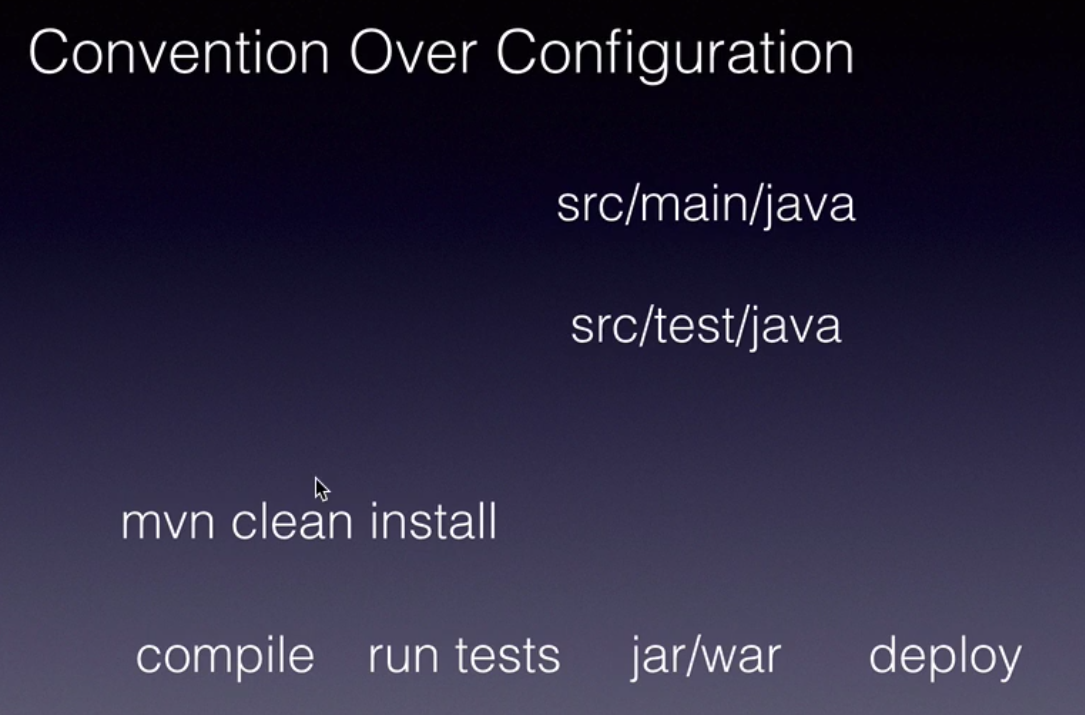 Convention Over Configuration
src/main/java
src/test/java
mvn clean install
compile run tests jar/war deploy